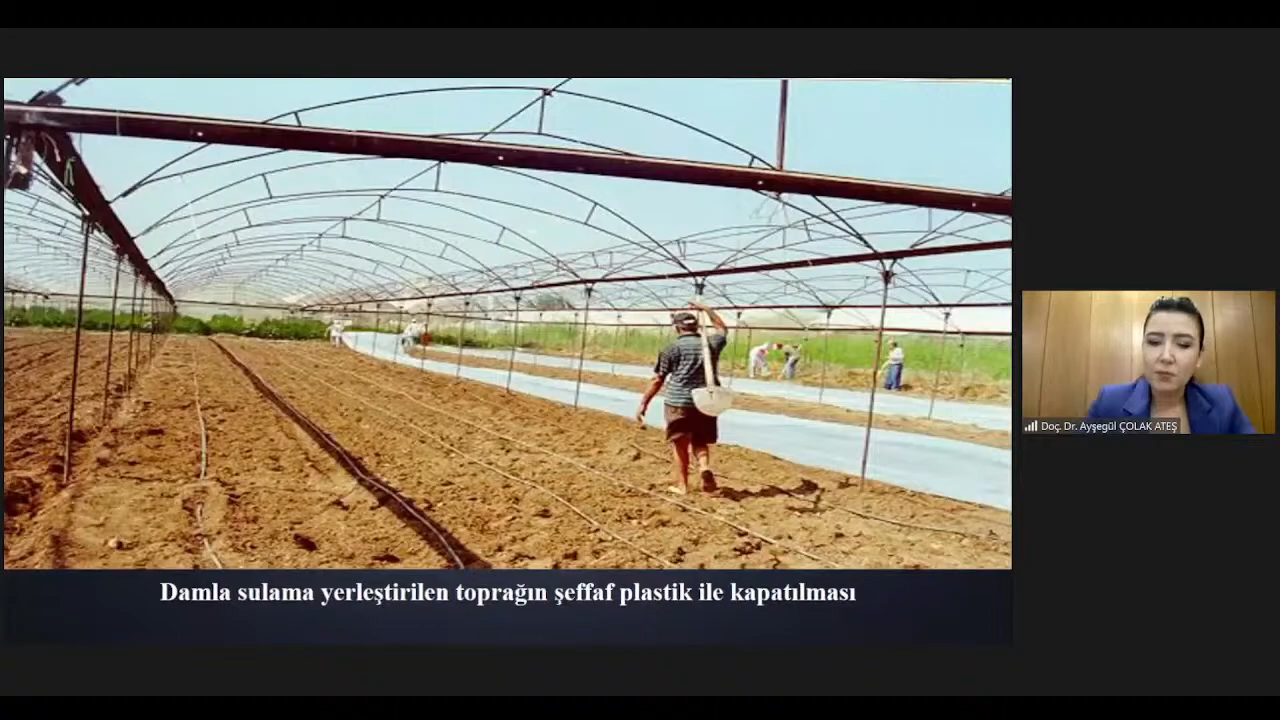 Damla sulama yerleştirilen toprağın şeffaf plastik ile kapatılması
Doç. Dr. Ayşegül ÇOLAK ATEŞ